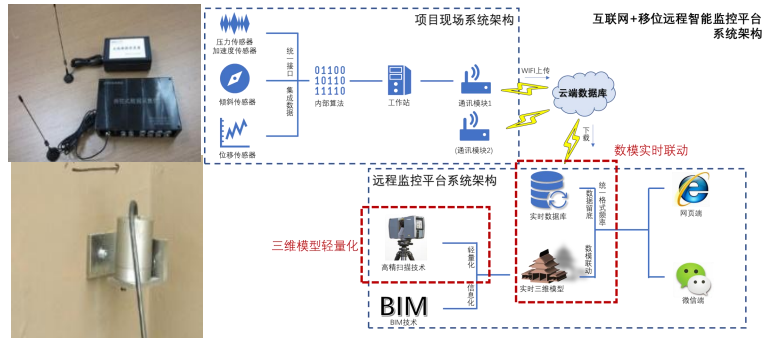 项目现场系统架构
互联网+移位远程智能监控平台
系统架构
压力传感器
加速度传感器
倾斜传感器
位移传感器
统一接口
集成数据
01100
10110
11110
内部算法
工作站
通讯模块1
(通讯模块2)
WIFI上传
云端数据库
下载
数模实时联动
远程监控平台系统架构
三维模型轻量化
高精扫描技术
BIM
BIM技术
轻量化
信息化
实时数据库
实时三维模型
数据留底
统一格式频率
数模联动
网页端
微信端